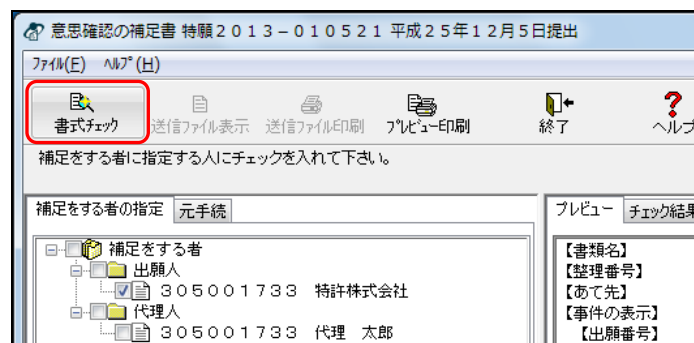 意思確認の補足書 特願２０１３－０１０５２１ 平成２５年１２月５日提出
ﾌｧｲﾙ(F) ﾍﾙﾌﾟ(H)
書式ﾁｪｯｸ 送信ﾌｧｲﾙ表示 送信ﾌｧｲﾙ印刷 ﾌﾟﾚﾋﾞｭｰ印刷 終了 ヘルプ
補足をする者に指定する人にチェックを入れて下さい。
補足をする者の指定 元手続 プレビュー チェック結果
補足をする者
出願人
３０５００１７３３ 特許株式会社
代理人
３０５００１７３３ 代理 太郎
【書類名】
【整理番号】
【あて先】
【事件の表示】
【出願番号】